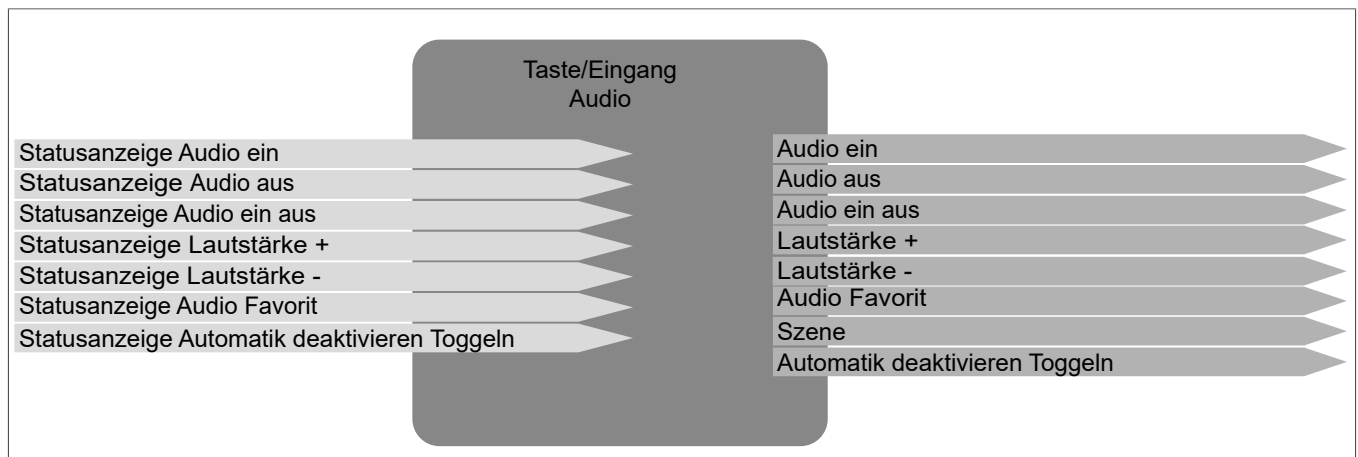 Taste/Eingang
Audio
Statusanzeige Audio ein
Statusanzeige Audio aus
Statusanzeige Audio ein aus
Statusanzeige Lautstärke +
Statusanzeige Lautstärke -
Statusanzeige Audio Favorit
Statusanzeige Automatik deaktivieren Toggeln
Audio ein
Audio aus
Audio ein aus
Lautstärke +
Lautstärke -
Audio Favorit
Szene
Automatik deaktivieren Toggeln